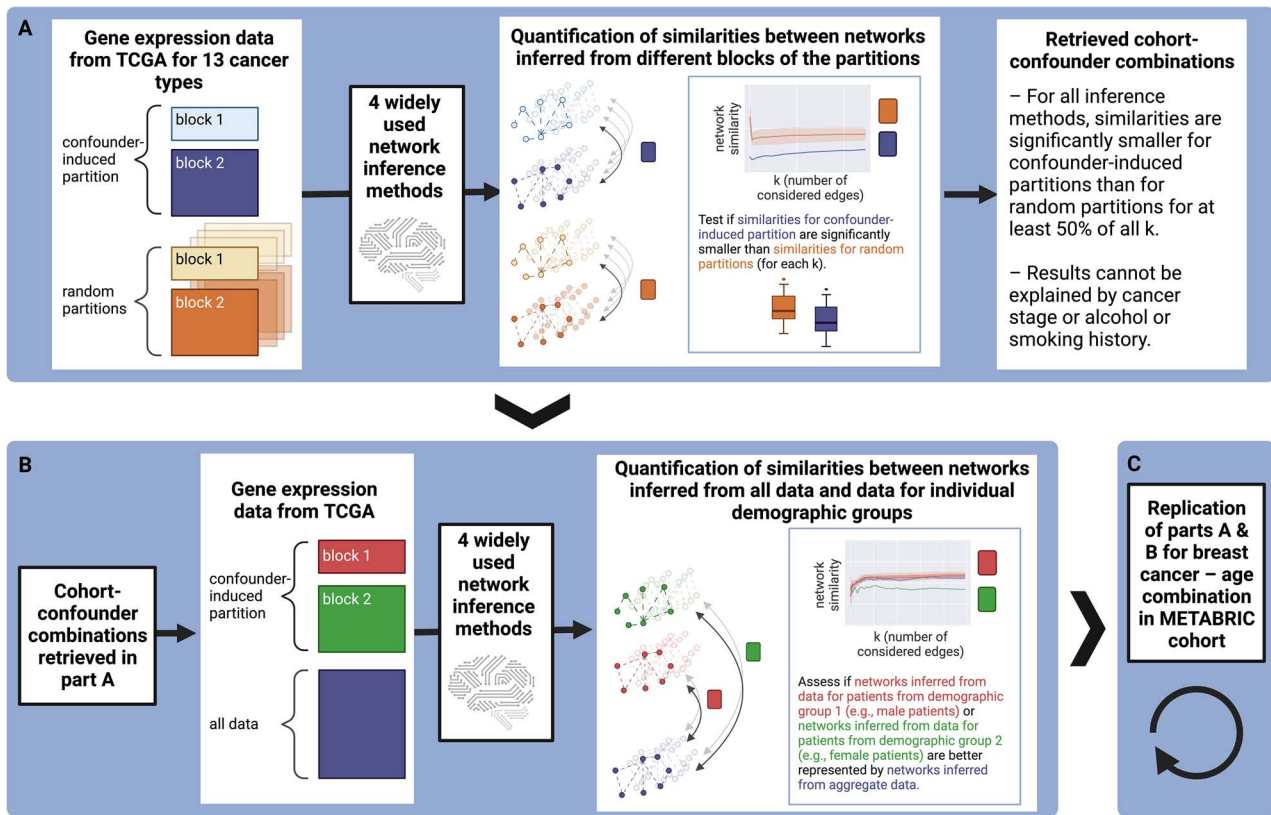 A
Gene expression data
from TCGA for 13 cancer
types
confounder-
induced
partition
block 1
block 2
random
partitions
block 1
block 2
4 widely
used
network
inference
methods
Quantification of similarities between networks
inferred from different blocks of the partitions
network
similarity
k (number of
considered edges)
Test if similarities for confounder-
induced partition are significantly
smaller than similarities for random
partitions (for each k).
Retrieved cohort-
confounder combinations
– For all inference
methods, similarities are
significantly smaller for
confounder-induced
partitions than for
random partitions for at
least 50% of all k.
– Results cannot be
explained by cancer
stage or alcohol or
smoking history.
B
Cohort-
confounder
combinations
retrieved in
part A
Gene expression
data from TCGA
confounder-
induced
partition
block 1
block 2
all data
4 widely
used
network
inference
methods
Quantification of similarities between networks
inferred from all data and data for individual
demographic groups
network
similarity
k (number of
considered edges)
Assess if networks inferred from
data for patients from demographic
group 1 (e.g., male patients) or
networks inferred from data for
patients from demographic group 2
(e.g., female patients) are better
represented by networks inferred
from aggregate data.
C
Replication
of parts A &
B for breast
cancer – age
combination
in METABRIC
cohort